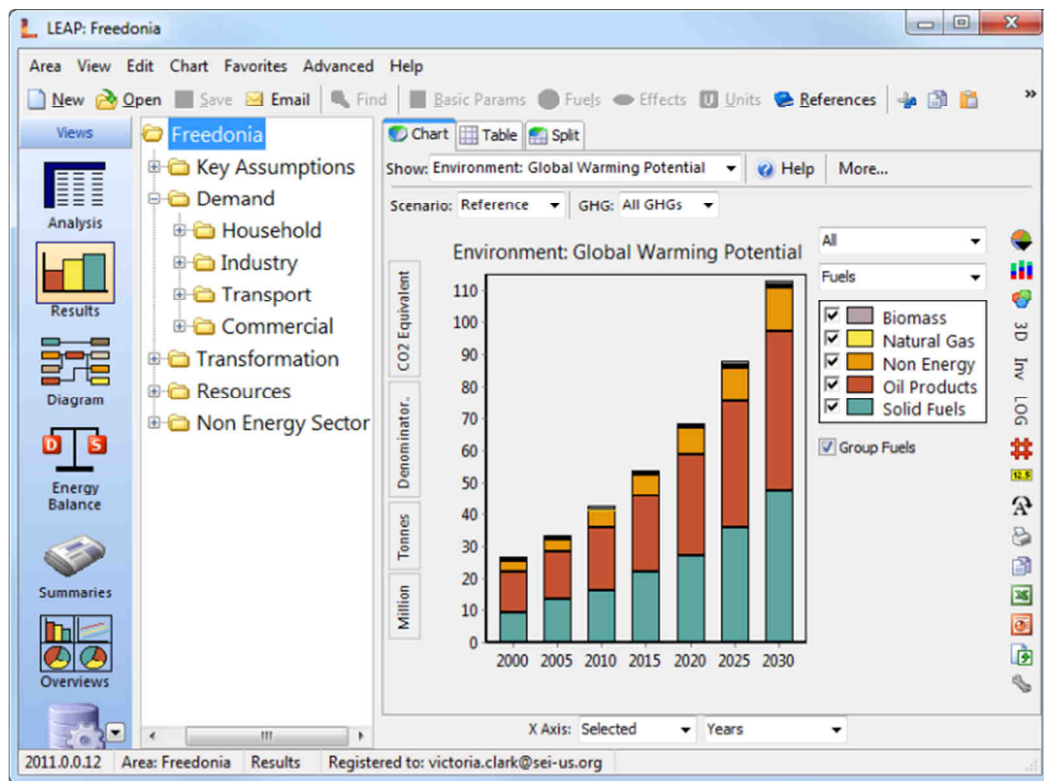 LEAP: Freedonia
Area View Edit Chart Favorites Advanced Help
New Open Save Email Find Basic Params Fuels Effects Units References »
Views
Analysis
Results
Diagram
Energy
Balance
Summaries
Overviews
Freedonia
Key Assumptions
Demand
Household
Industry
Transport
Commercial
Transformation
Resources
Non Energy Sector
Chart Table Split
Show: Environment: Global Warming Potential Help More...
Scenario: Reference GHG: All GHGs
Environment: Global Warming Potential
CO2 Equivalent
Denominator..
Tonnes
Million
110
100
90
80
70
60
50
40
30
20
10
0
2000 2005 2010 2015 2020 2025 2030
All
Fuels
Biomass
Natural Gas
Non Energy
Oil Products
Solid Fuels
Group Fuels
3D
Inv
LOG
X Axis: Selected Years
2011.0.0.12 Area: Freedonia Results Registered to: victoria.clark@sei-us.org